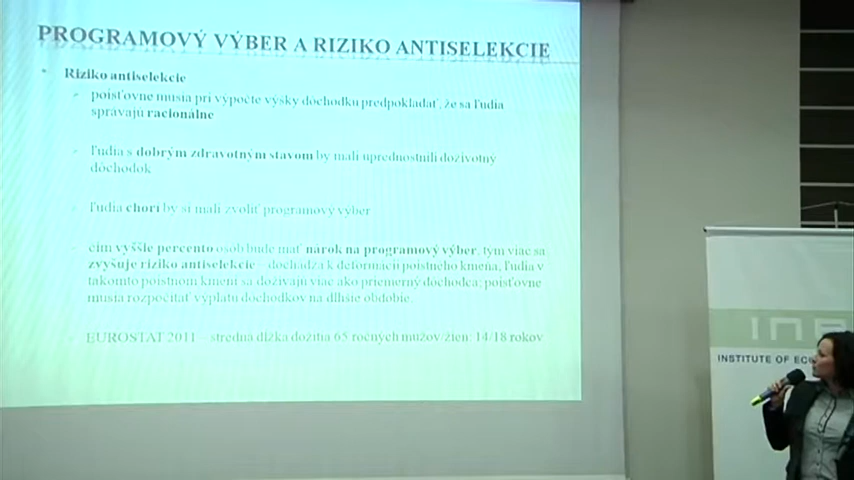 PROGRAMOVÝ VÝBER A RIZIKO ANTISELEKCIE
Riziko antiselekcie
poisťovne musia pri výpočte výšky dôchodku predpokladať, že sa ľudia
správajú racionálne
ľudia s dobrým zdravotným stavom by mali uprednostniť doživotný
dôchodok
ľudia chorí by si mali zvoliť programový výber
čím vyššie percento osôb bude mať nárok na programový výber, tým viac sa
zvyšuje riziko antiselekcie – dochádza k deformácii poistného kmeňa, ľudia v
takomto poistnom kmeni sa dožívajú viac ako priemerný dôchodca; poisťovne
musia rozpočítať výplatu dôchodkov na dlhšie obdobie.
EUROSTAT 2011 – stredná dĺžka dožitia 65 ročných mužov/žien: 14/18 rokov
INE
INSTITUTE OF